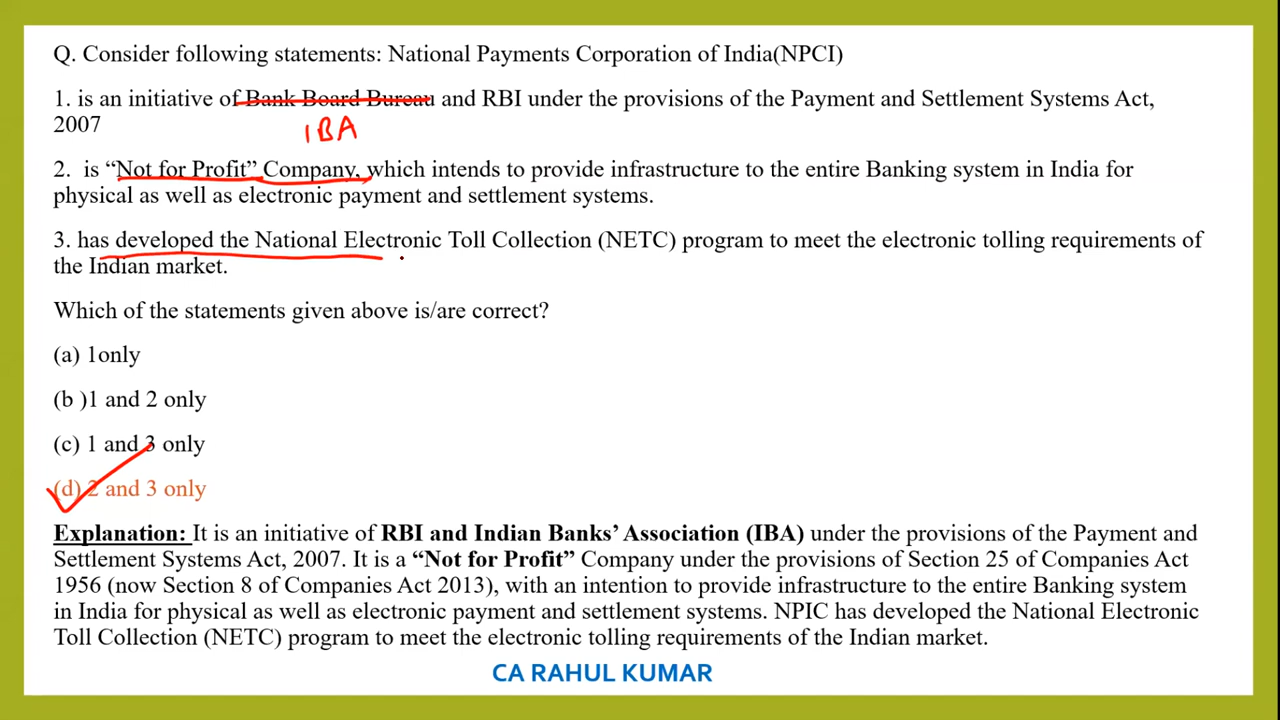 Q. Consider following statements: National Payments Corporation of India(NPCI)
1. is an initiative of Bank Board Bureau and RBI under the provisions of the Payment and Settlement Systems Act,
2007
IBA
2. is “Not for Profit” Company, which intends to provide infrastructure to the entire Banking system in India for
physical as well as electronic payment and settlement systems.
3. has developed the National Electronic Toll Collection (NETC) program to meet the electronic tolling requirements of
the Indian market.
Which of the statements given above is/are correct?
(a) 1only
(b )1 and 2 only
(c) 1 and 3 only
(d) 2 and 3 only
Explanation: It is an initiative of RBI and Indian Banks’ Association (IBA) under the provisions of the Payment and
Settlement Systems Act, 2007. It is a “Not for Profit” Company under the provisions of Section 25 of Companies Act
1956 (now Section 8 of Companies Act 2013), with an intention to provide infrastructure to the entire Banking system
in India for physical as well as electronic payment and settlement systems. NPIC has developed the National Electronic
Toll Collection (NETC) program to meet the electronic tolling requirements of the Indian market.
CA RAHUL KUMAR